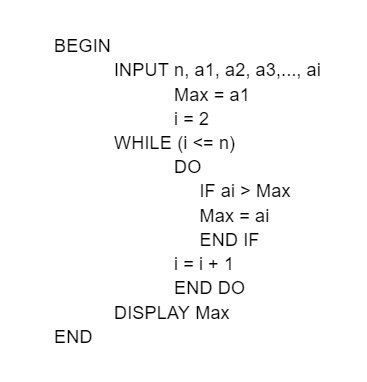 BEGIN
INPUT n, a1, a2, a3,..., ai
Max = a1
i = 2
WHILE (i <= n)
DO
IF ai > Max
Max = ai
END IF
i = i + 1
END DO
DISPLAY Max
END